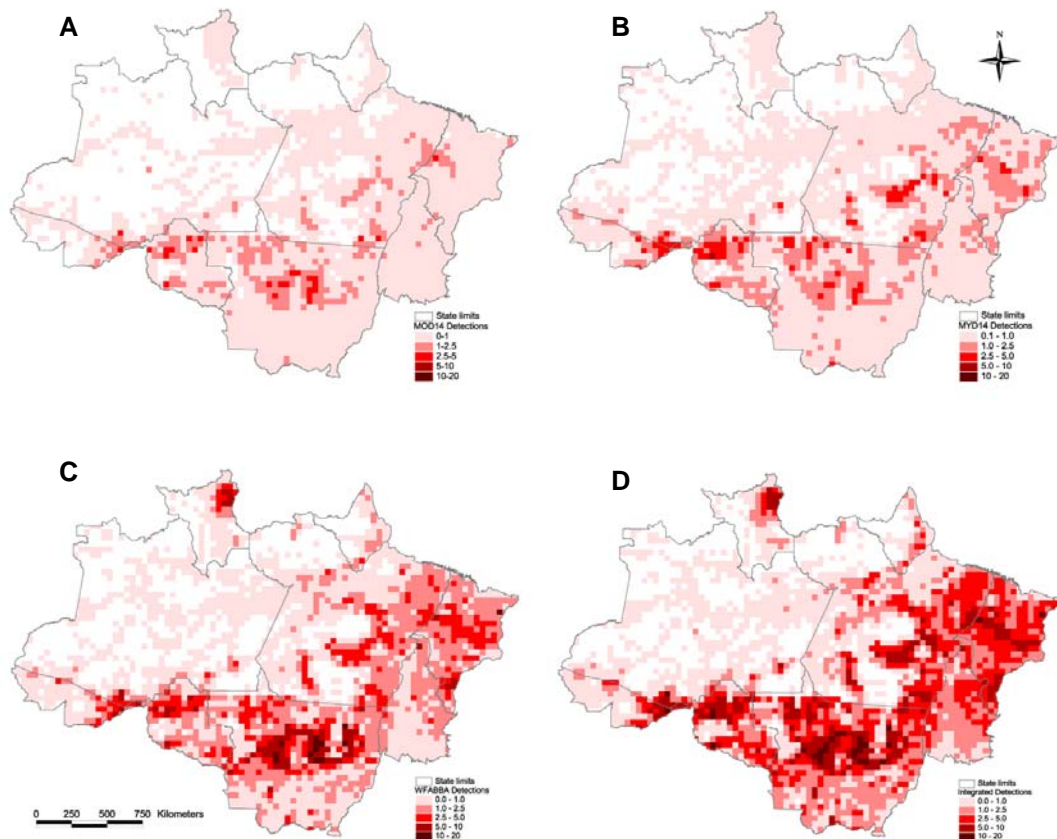 A
B
N
State limits
MOD14 Detections
0-1
1-2.5
2.5-5
5-10
10-20
State limits
MYD14 Detections
0.1 - 1.0
1.0 - 2.5
2.5 - 5.0
5.0 - 10
10 - 20
C
D
0 250 500 750 Kilometers
State limits
WFABBA Detections
0.0 - 1.0
1.0 - 2.5
2.5 - 5.0
5.0 - 10
10 - 20
State limits
Integrated Detections
0.0 - 1.0
1.0 - 2.5
2.5 - 5.0
5.0 - 10
10 - 20